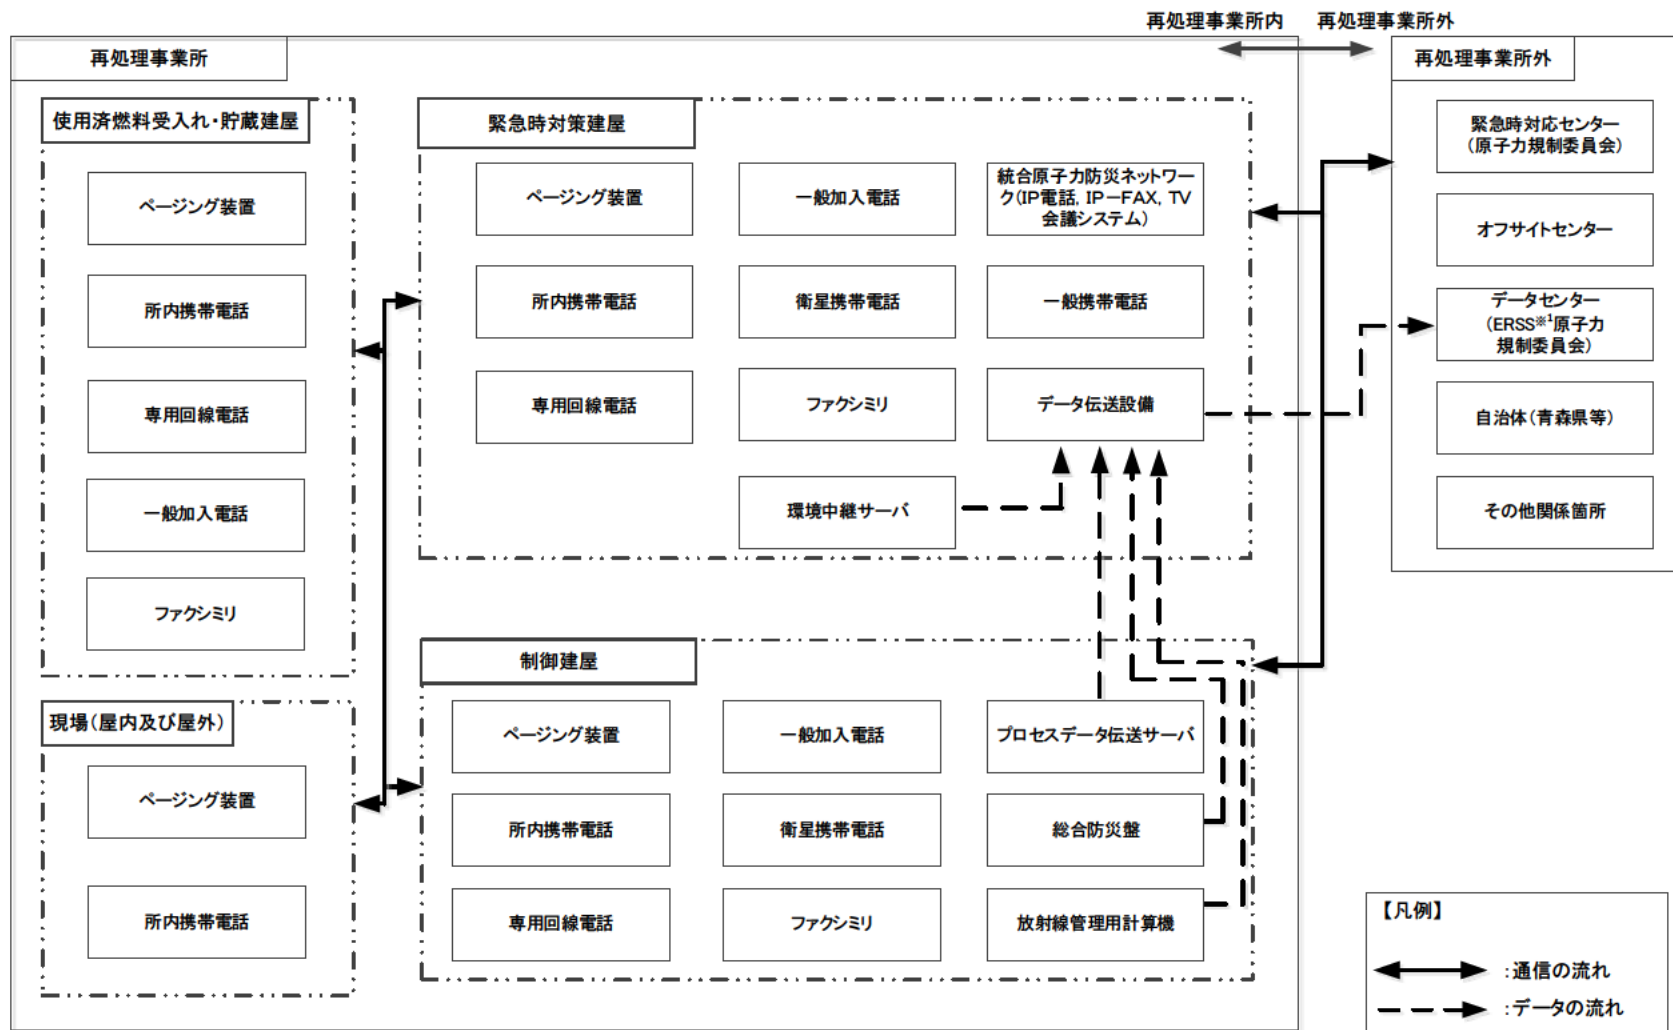 再処理事業所内
再処理事業所外
再処理事業所
再処理事業所外
使用済燃料受入れ・貯蔵建屋
ページング装置
所内携帯電話
専用回線電話
一般加入電話
ファクシミリ
現場(屋内及び屋外)
ページング装置
所内携帯電話
緊急時対策建屋
ページング装置
一般加入電話
統合原子力防災ネットワー
ク(IP電話, IP-FAX, TV
会議システム)
所内携帯電話
衛星携帯電話
一般携帯電話
専用回線電話
ファクシミリ
データ伝送設備
環境中継サーバ
制御建屋
ページング装置
一般加入電話
プロセスデータ伝送サーバ
所内携帯電話
衛星携帯電話
総合防災盤
専用回線電話
ファクシミリ
放射線管理用計算機
緊急時対応センター
(原子力規制委員会)
オフサイトセンター
データセンター
(ERSS※1原子力
規制委員会)
自治体(青森県等)
その他関係箇所
【凡例】
:通信の流れ
:データの流れ